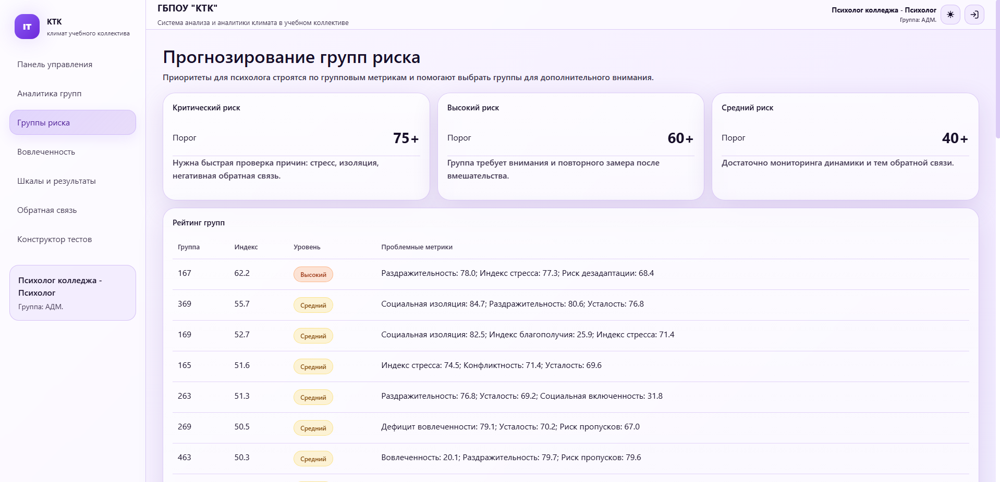 IT
КТК
климат учебного коллектива
Панель управления
Аналитика групп
Группы риска
Вовлеченность
Шкалы и результаты
Обратная связь
Конструктор тестов
Психолог колледжа -
Психолог
Группа: АДМ.
ГБПОУ "КТК"
Система анализа и аналитики климата в учебном коллективе
Психолог колледжа - Психолог
Группа: АДМ.
Прогнозирование групп риска
Приоритеты для психолога строятся по групповым метрикам и помогают выбрать группы для дополнительного внимания.
Критический риск
Порог 75+
Нужна быстрая проверка причин: стресс, изоляция,
негативная обратная связь.
Высокий риск
Порог 60+
Группа требует внимания и повторного замера после
вмешательства.
Средний риск
Порог 40+
Достаточно мониторинга динамики и тем обратной связи.
Рейтинг групп
Группа Индекс Уровень Проблемные метрики
167 62.2 Высокий Раздражительность: 78.0; Индекс стресса: 77.3; Риск дезадаптации: 68.4
369 55.7 Средний Социальная изоляция: 84.7; Раздражительность: 80.6; Усталость: 76.8
169 52.7 Средний Социальная изоляция: 82.5; Индекс благополучия: 25.9; Индекс стресса: 71.4
165 51.6 Средний Индекс стресса: 74.5; Конфликтность: 71.4; Усталость: 69.6
263 51.3 Средний Раздражительность: 76.8; Усталость: 69.2; Социальная включенность: 31.8
269 50.5 Средний Дефицит вовлеченности: 79.1; Усталость: 70.2; Риск пропусков: 67.0
463 50.3 Средний Вовлеченность: 20.1; Раздражительность: 79.7; Риск пропусков: 79.6